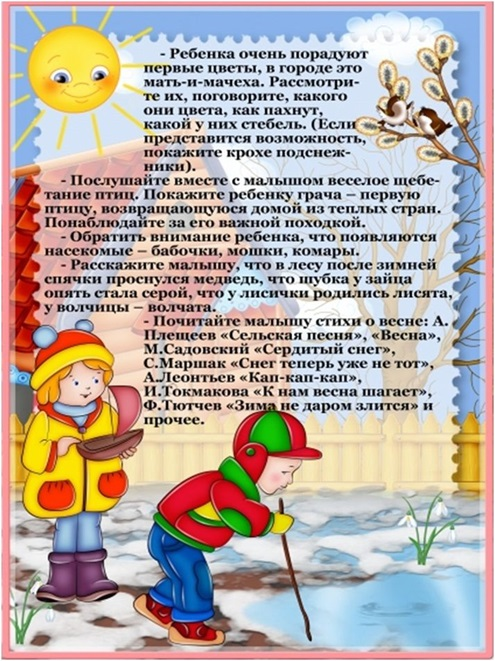 - Ребенка очень порадуют
первые цветы, в городе это
мать-и-мачеха. Рассмотри-
те их, поговорите, какого
они цвета, как пахнут,
какой у них стебель. (Если
представится возможность,
покажите крохе подснеж-
ники).
- Послушайте вместе с малышом веселое щебе-
тание птиц. Покажите ребенку грача – первую
птицу, возвращающуюся домой из теплых стран.
Понаблюдайте за его важной походкой.
- Обратить внимание ребенка, что появляются
насекомые – бабочки, мошки, комары.
- Расскажите малышу, что в лесу после зимней
спячки проснулся медведь, что шубка у зайца
опять стала серой, что у лисички родились лисята,
у волчицы – волчата.
- Почитайте малышу стихи о весне: А.
Плещеев "Сельская песня», «Весна»,
М.Садовский «Сердитый снег»,
С.Маршак «Снег теперь уже не тот»,
А.Леонтьев «Кап-кап-кап»,
И.Токмакова «К нам весна шагает»,
Ф.Тютчев «Зима не даром злится» и
прочее.